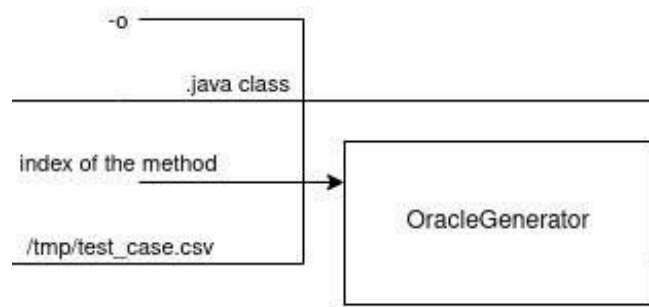 -o
.java class
index of the method
OracleGenerator
/tmp/test_case.csv